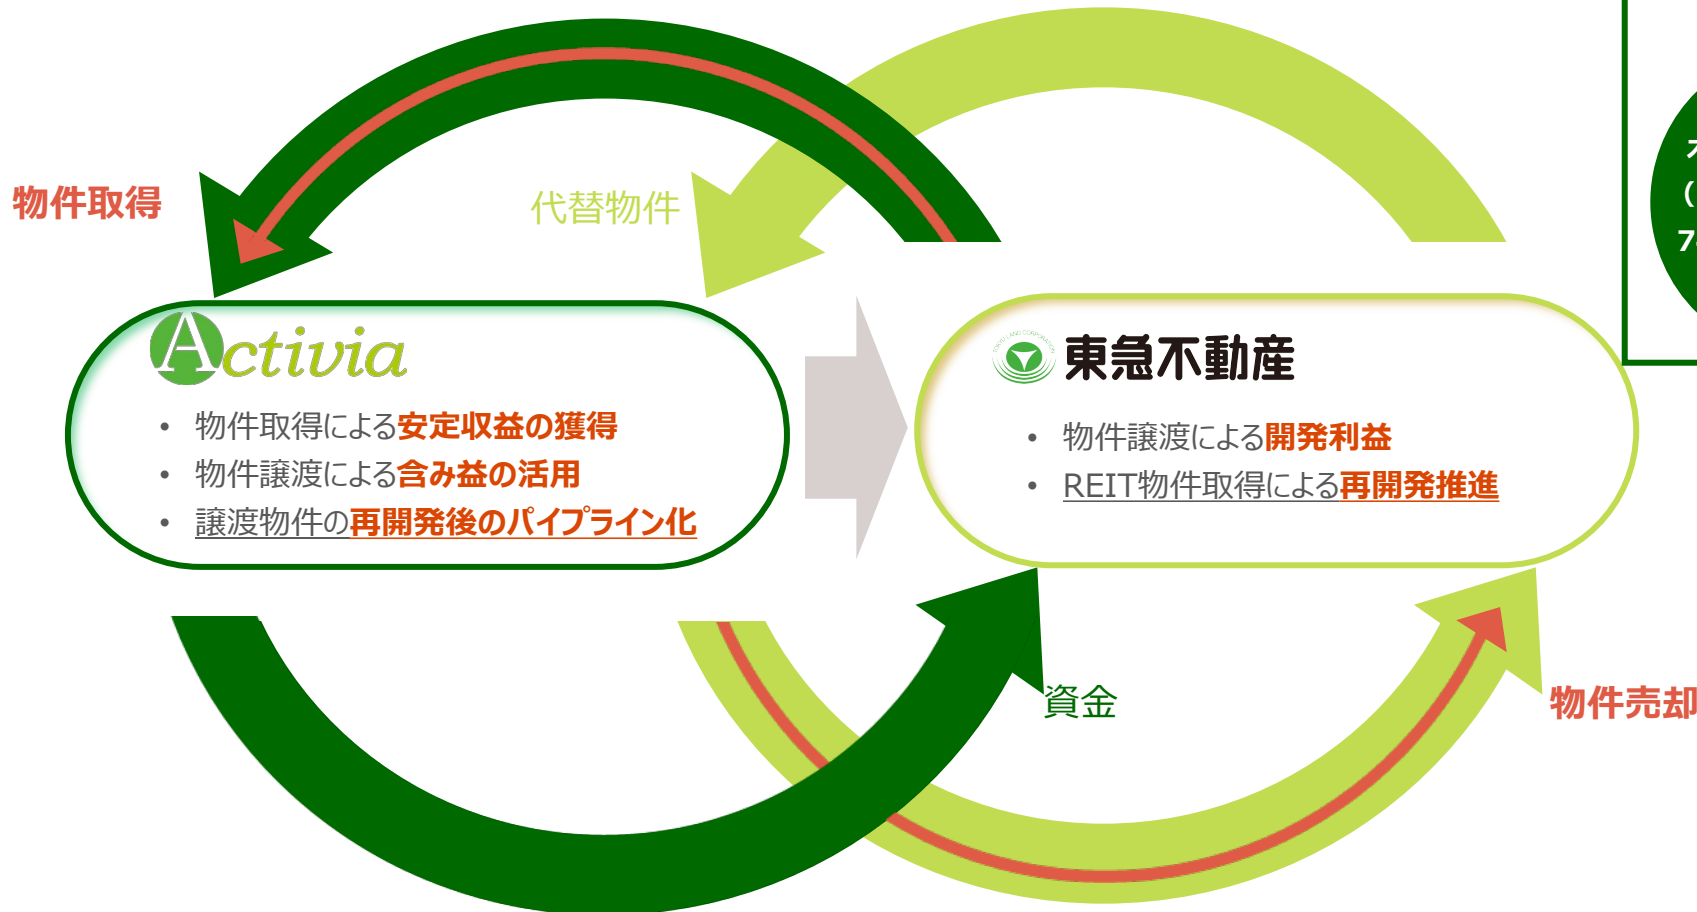 物件取得
代替物件
Activia
• 物件取得による安定収益の獲得
• 物件譲渡による含み益の活用
• 譲渡物件の再開発後のパイプライン化
TOKYU LAND CORPORATION
東急不動産
• 物件譲渡による開発利益
• REIT物件取得による再開発推進
資金
物件売却
(
7